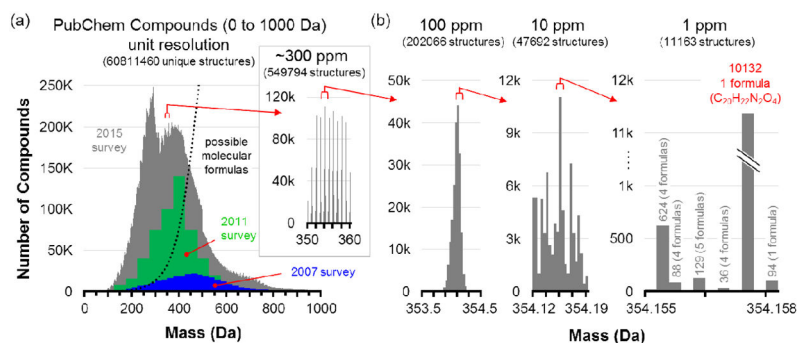 (a)
PubChem Compounds (0 to 1000 Da)
unit resolution
(60811460 unique structures)
Number of Compounds
250K
200K
150K
100K
50K
0
2015
survey
possible
molecular
formulas
2011
survey
2007 survey
0 200 400 600 800 1000
Mass (Da)
~300 ppm
(549794 structures)
120k
80k
40k
0
350 360
(b)
100 ppm
(202066 structures)
50k
40k
30k
20k
10k
0
353.5 354.5
10 ppm
(47692 structures)
12k
9k
6k
3k
0
354.12 354.19
1 ppm
(11163 structures)
12k
11k
1k
500
0
10132
1 formula
(C20H22N2O4)
624 (4 formulas)
88 (4 formulas)
129 (5 formulas)
36 (4 formulas)
94 (1 formula)
354.155 354.158
Mass (Da)